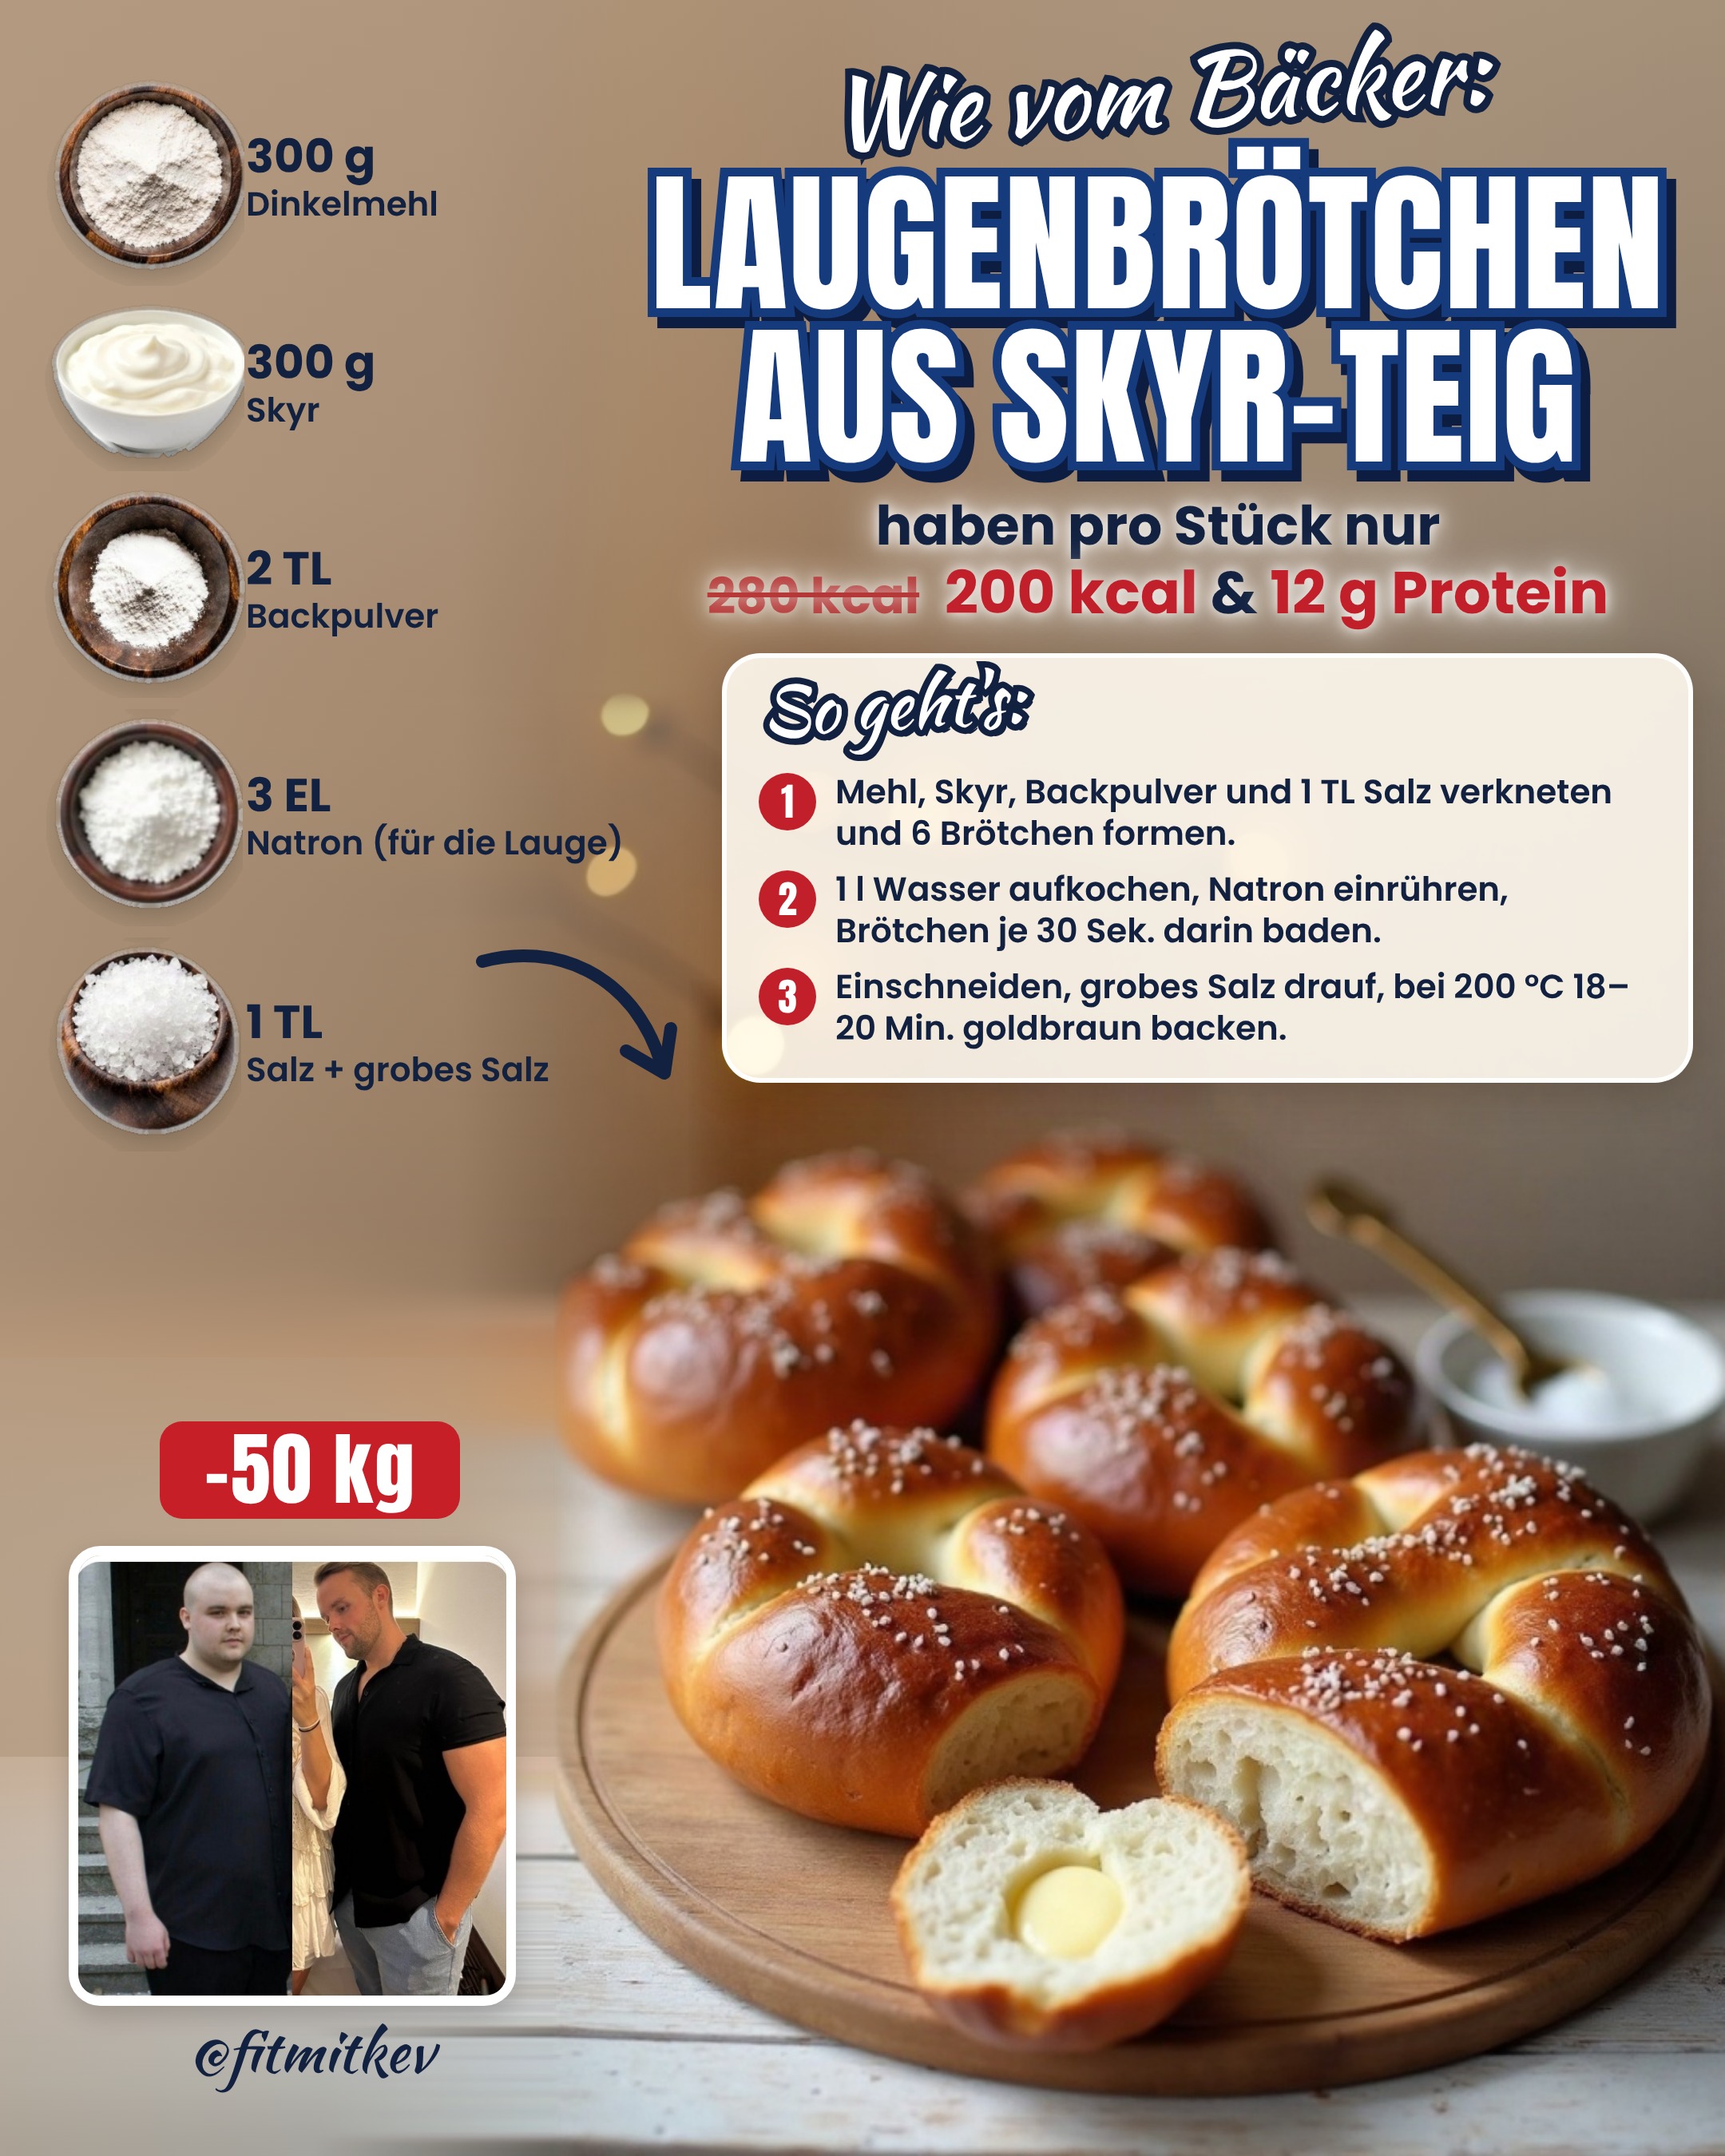 Wie vom Bäcker:
LAUGENBRÖTCHEN
AUS SKYR-TEIG
haben pro Stück nur
280 kcal 200 kcal & 12 g Protein
300 g
Dinkelmehl
300 g
Skyr
2 TL
Backpulver
3 EL
Natron (für die Lauge)
1 TL
Salz + grobes Salz
So geht's:
1 Mehl, Skyr, Backpulver und 1 TL Salz verkneten
und 6 Brötchen formen.
2 1 l Wasser aufkochen, Natron einrühren,
Brötchen je 30 Sek. darin baden.
3 Einschneiden, grobes Salz drauf, bei 200 °C 18–
20 Min. goldbraun backen.
-50 kg
@fitmitkev